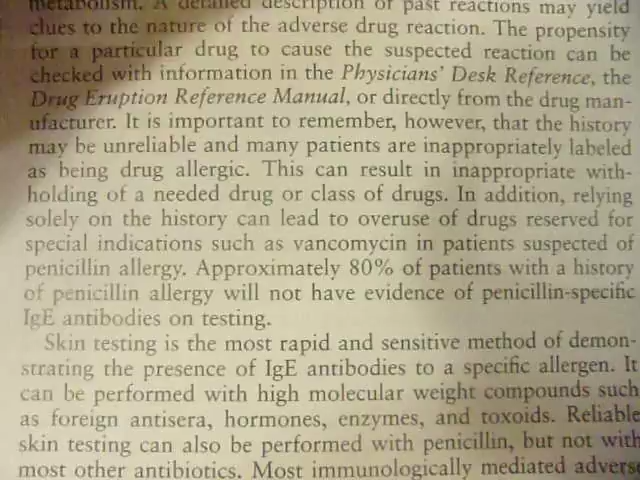 metabolism. A detailed description of past reactions may yield
clues to the nature of the adverse drug reaction. The propensity
for a particular drug to cause the suspected reaction can be
checked with information in the Physicians' Desk Reference, the
Drug Eruption Reference Manual, or directly from the drug man-
ufacturer. It is important to remember, however, that the history
may be unreliable and many patients are inappropriately labeled
as being drug allergic. This can result in inappropriate with-
holding of a needed drug or class of drugs. In addition, relying
solely on the history can lead to overuse of drugs reserved for
special indications such as vancomycin in patients suspected of
penicillin allergy. Approximately 80% of patients with a history
of penicillin allergy will not have evidence of penicillin-specific
IgE antibodies on testing.
Skin testing is the most rapid and sensitive method of demon-
strating the presence of IgE antibodies to a specific allergen. It
can be performed with high molecular weight compounds such
as foreign antisera, hormones, enzymes, and toxoids. Reliable
skin testing can also be performed with penicillin, but not with
most other antibiotics. Most immunologically mediated adverse